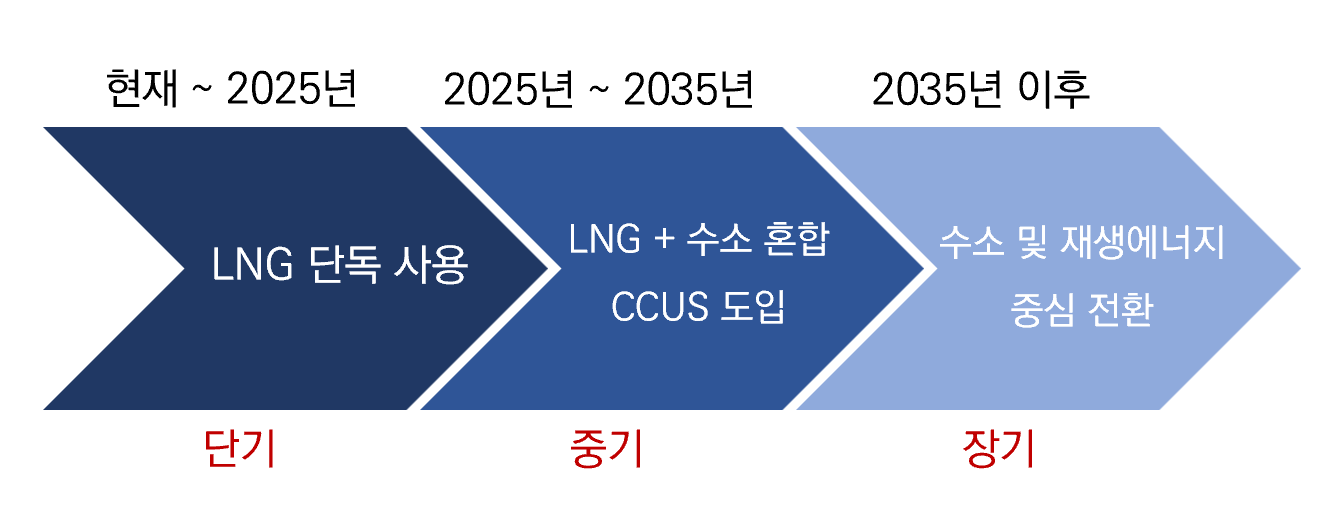 현재 ~ 2025년
2025년 ~ 2035년
2035년 이후
LNG 단독 사용
LNG + 수소 혼합
CCUS 도입
수소 및 재생에너지
중심 전환
단기
중기
장기